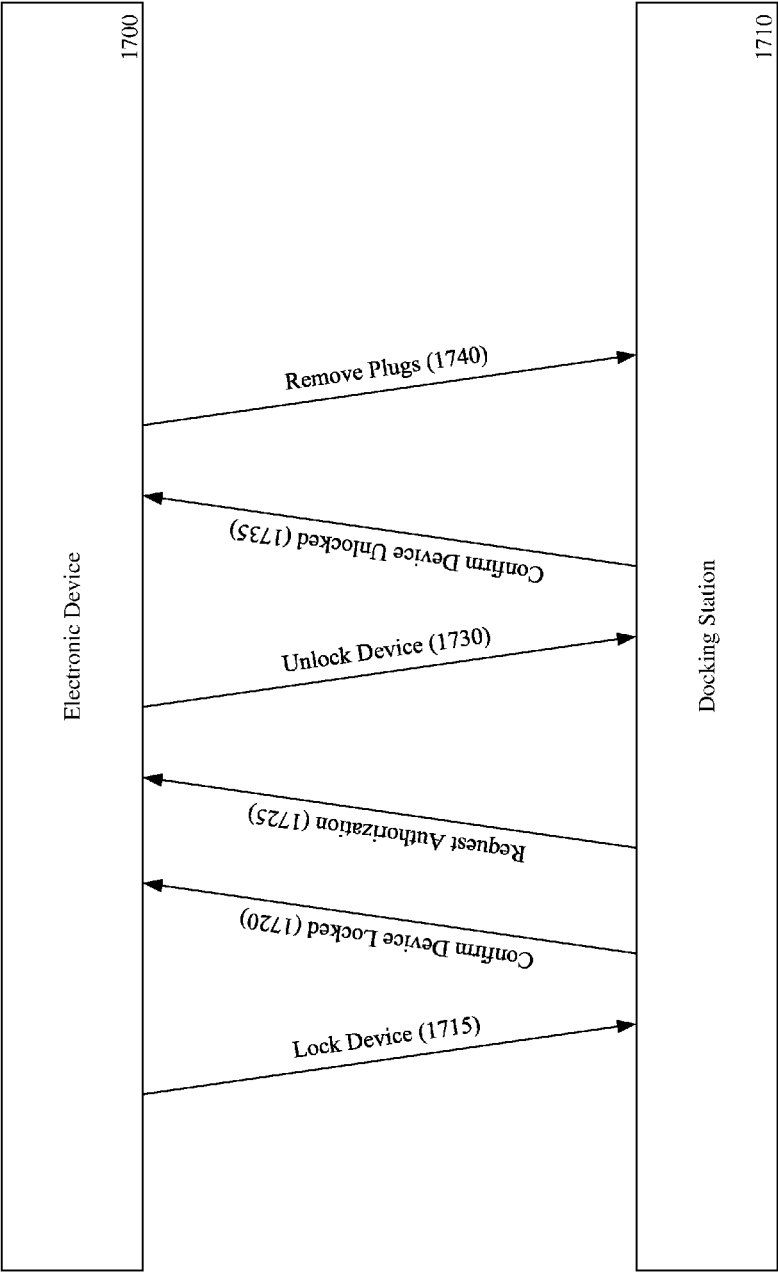 1700
Electronic Device
Lock Device (1715)
Confirm Device Locked (1720)
Request Authorization (1725)
Unlock Device (1730)
Confirm Device Unlocked (1735)
Remove Plugs (1740)
Docking Station
1710